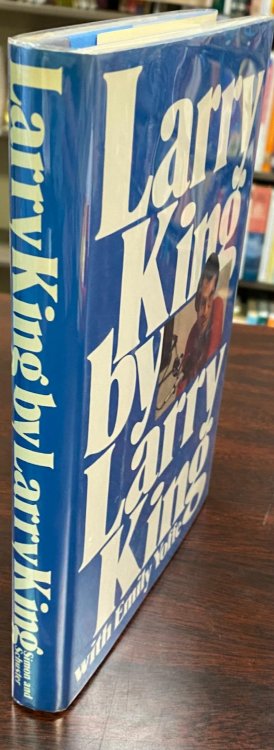 Larry
King
by
Larry
King
with Emily Yoffe
Larry King by Larry King
Simon and
Schuster